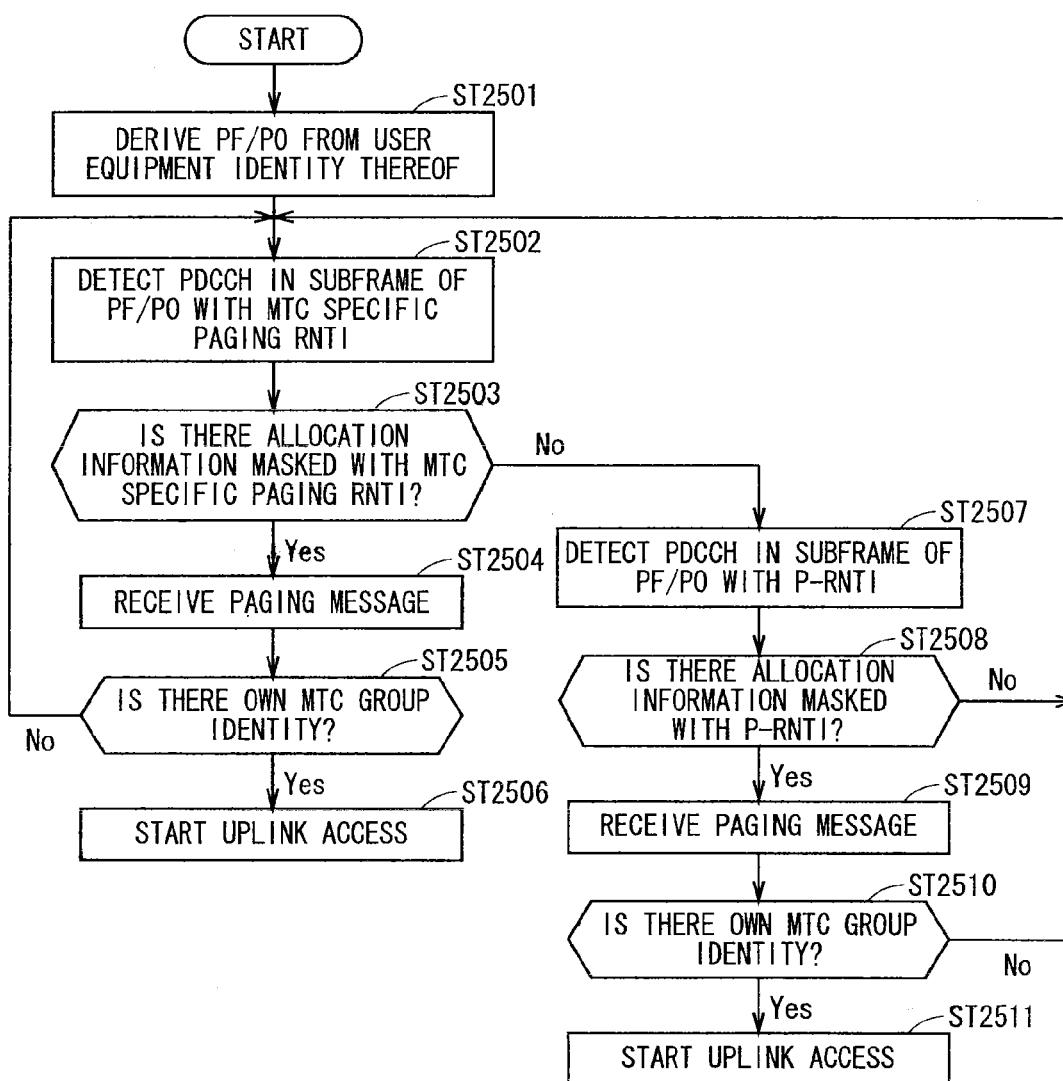 START
ST2501
DERIVE PF/PO FROM USER
EQUIPMENT IDENTITY THEREOF
ST2502
DETECT PDCCH IN SUBFRAME OF
PF/PO WITH MTC SPECIFIC
PAGING RNTI
ST2503
IS THERE ALLOCATION
INFORMATION MASKED WITH MTC
SPECIFIC PAGING RNTI?
No
Yes
ST2504
RECEIVE PAGING MESSAGE
ST2505
IS THERE OWN MTC GROUP
IDENTITY?
No
Yes
ST2506
START UPLINK ACCESS
ST2507
DETECT PDCCH IN SUBFRAME OF
PF/PO WITH P-RNTI
ST2508
IS THERE ALLOCATION
INFORMATION MASKED
WITH P-RNTI?
No
Yes
ST2509
RECEIVE PAGING MESSAGE
ST2510
IS THERE OWN MTC GROUP
IDENTITY?
No
Yes
ST2511
START UPLINK ACCESS